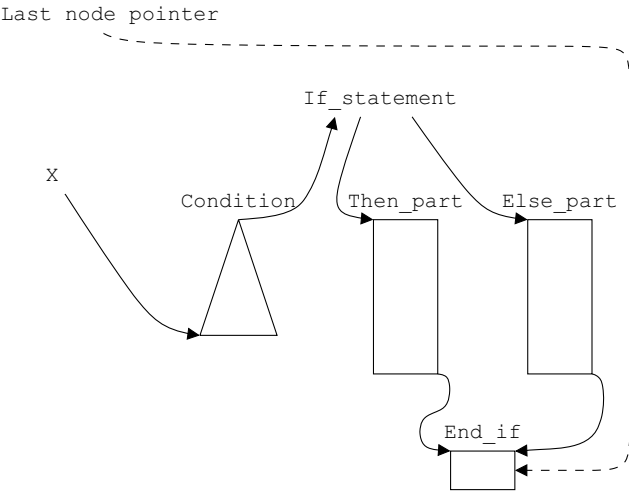 Last node pointer
If_statement
X
Condition
Then_part
Else_part
End_if